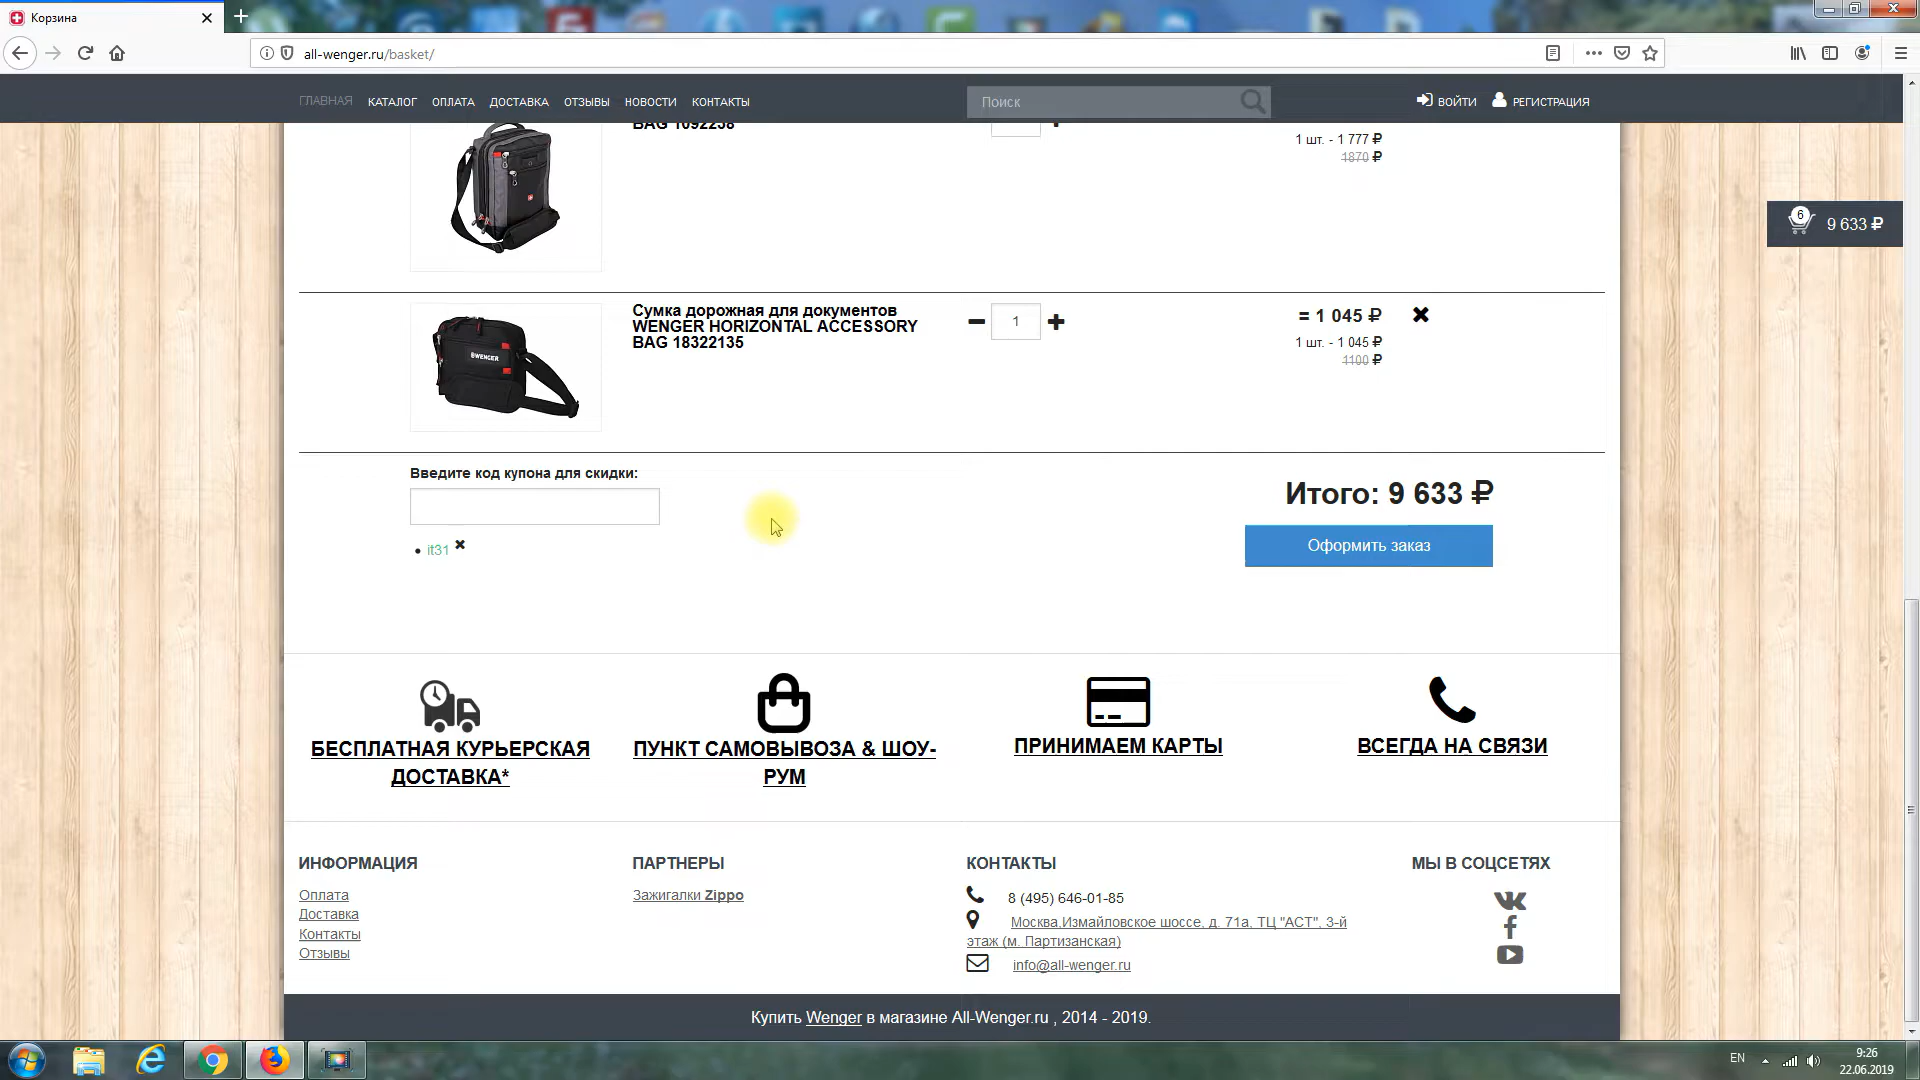 Корзина
all-wenger.ru/basket/
ГЛАВНАЯ КАТАЛОГ ОПЛАТА ДОСТАВКА ОТЗЫВЫ НОВОСТИ КОНТАКТЫ
Поиск
ВОЙТИ РЕГИСТРАЦИЯ
BAG 1092238
1 шт. - 1 777 ₽
1870 ₽
6
9 633 ₽
Сумка дорожная для документов
WENGER HORIZONTAL ACCESSORY
BAG 18322135
1
= 1 045 ₽
1 шт. - 1 045 ₽
1100 ₽
WENGER
Введите код купона для скидки:
it31
Итого: 9 633 ₽
Оформить заказ
БЕСПЛАТНАЯ КУРЬЕРСКАЯ
ДОСТАВКА*
ПУНКТ САМОВЫВОЗА & ШОУ-
РУМ
ПРИНИМАЕМ КАРТЫ
ВСЕГДА НА СВЯЗИ
ИНФОРМАЦИЯ
Оплата
Доставка
Контакты
Отзывы
ПАРТНЕРЫ
Зажигалки Zippo
КОНТАКТЫ
8 (495) 646-01-85
Москва,Измайловское шоссе, д. 71а, ТЦ "АСТ", 3-й
этаж (м. Партизанская)
info@all-wenger.ru
МЫ В СОЦСЕТЯХ
Купить Wenger в магазине All-Wenger.ru , 2014 - 2019.
EN
9:26
22.06.2019